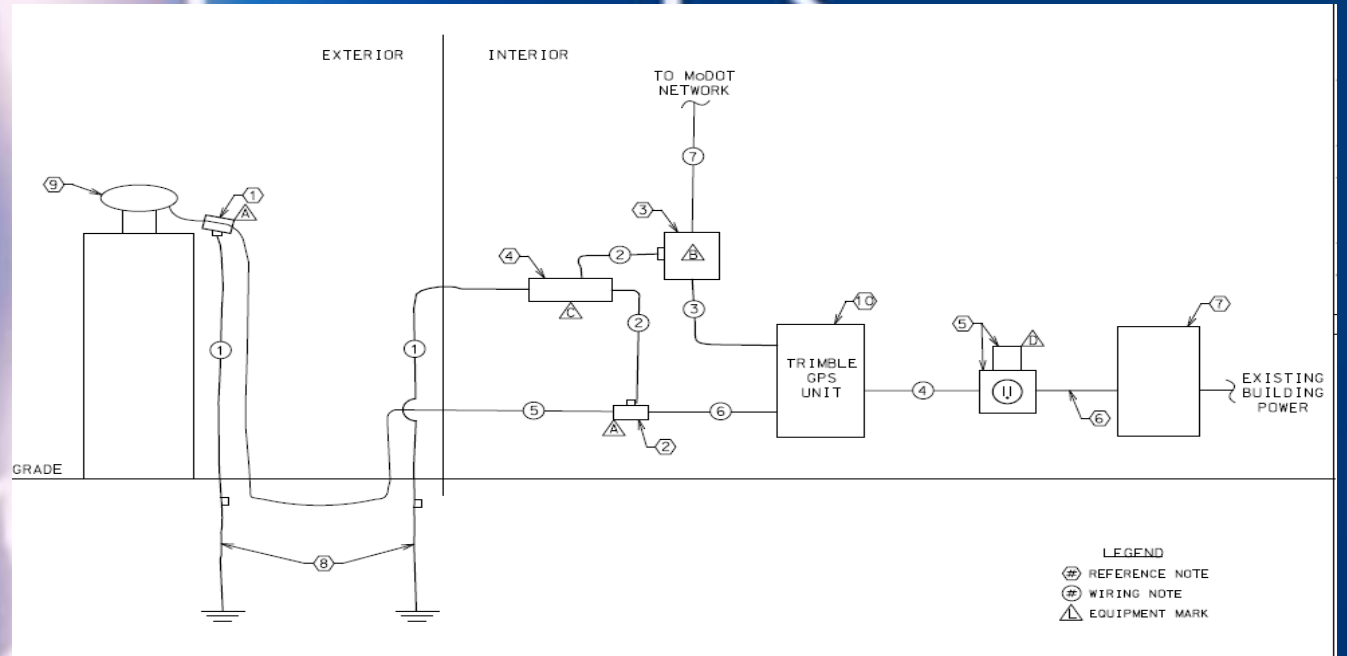 EXTERIOR
INTERIOR
TO MoDOT
NETWORK
7
9
1
A
3
B
4
2
C
3
2
10
1
1
TRIMBLE
GPS
UNIT
5
D
7
4
6
EXISTING
BUILDING
POWER
5
A
6
2
GRADE
8
LEGEND
# REFERENCE NOTE
# WIRING NOTE
L EQUIPMENT MARK